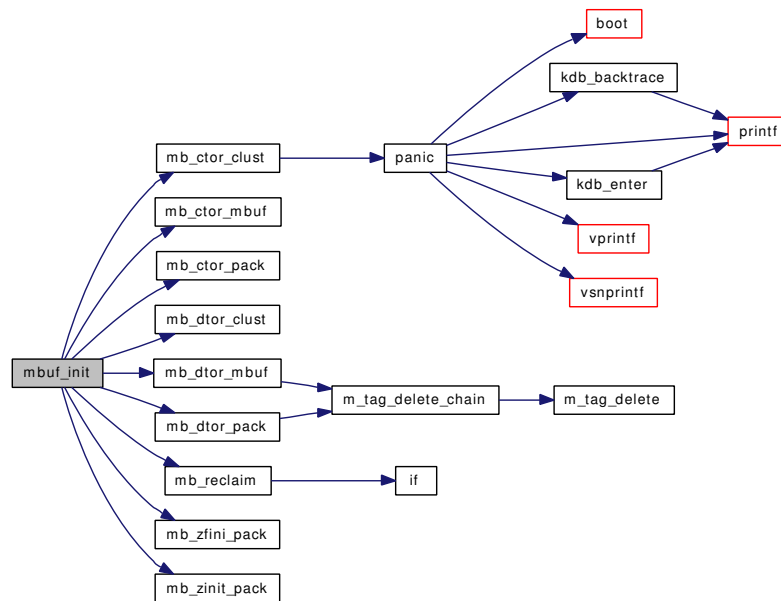 boot
kdb_backtrace
printf
mb_ctor_clust
panic
kdb_enter
mb_ctor_mbuf
vprintf
mb_ctor_pack
vsnprintf
mb_dtor_clust
mbuf_init
mb_dtor_mbuf
m_tag_delete_chain
m_tag_delete
mb_dtor_pack
mb_reclaim
if
mb_zfini_pack
mb_zinit_pack